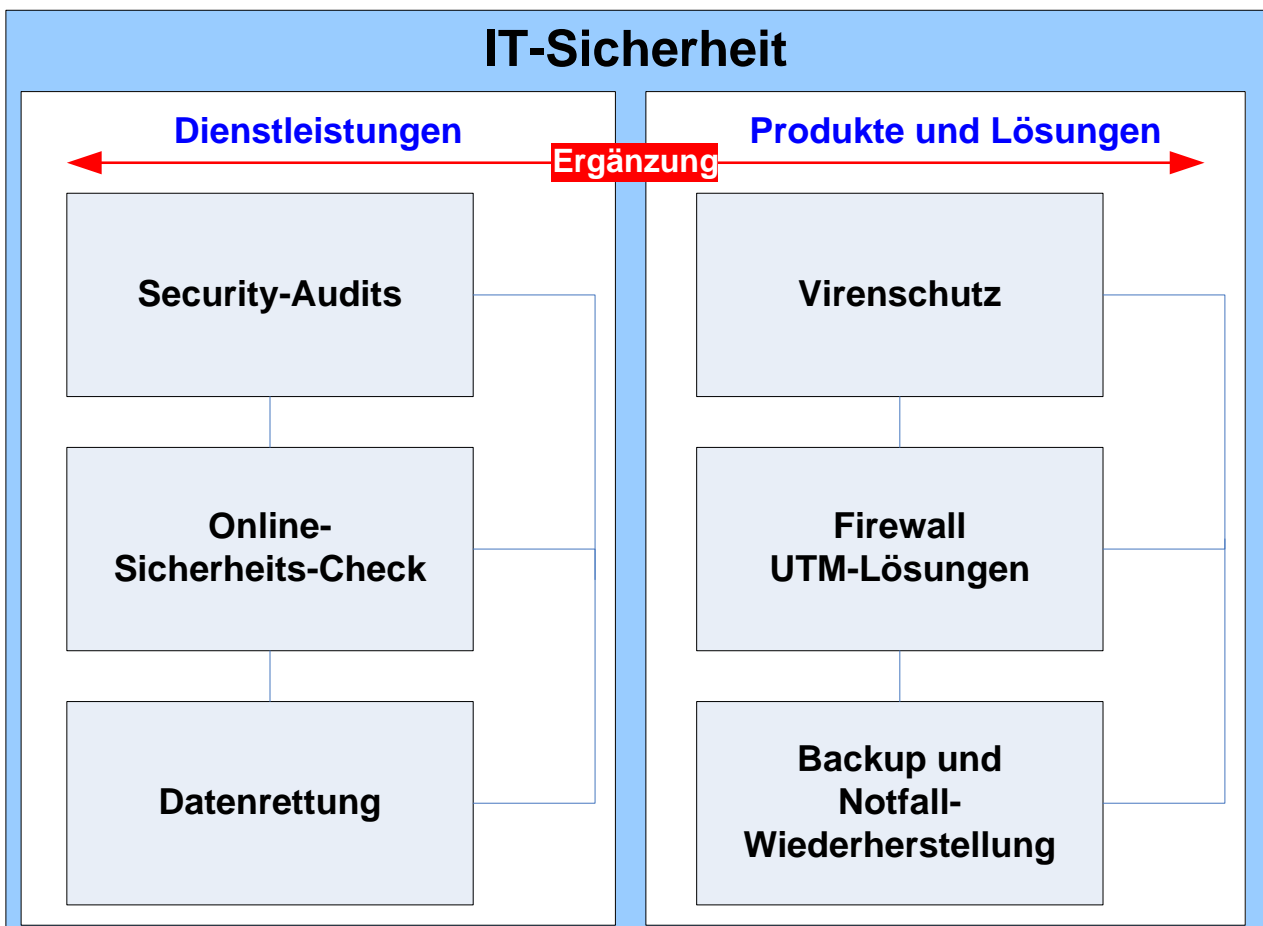 IT-Sicherheit
Dienstleistungen
Produkte und Lösungen
Ergänzung
Security-Audits
Online-
Sicherheits-Check
Datenrettung
Virenschutz
Firewall
UTM-Lösungen
Backup und
Notfall-
Wiederherstellung